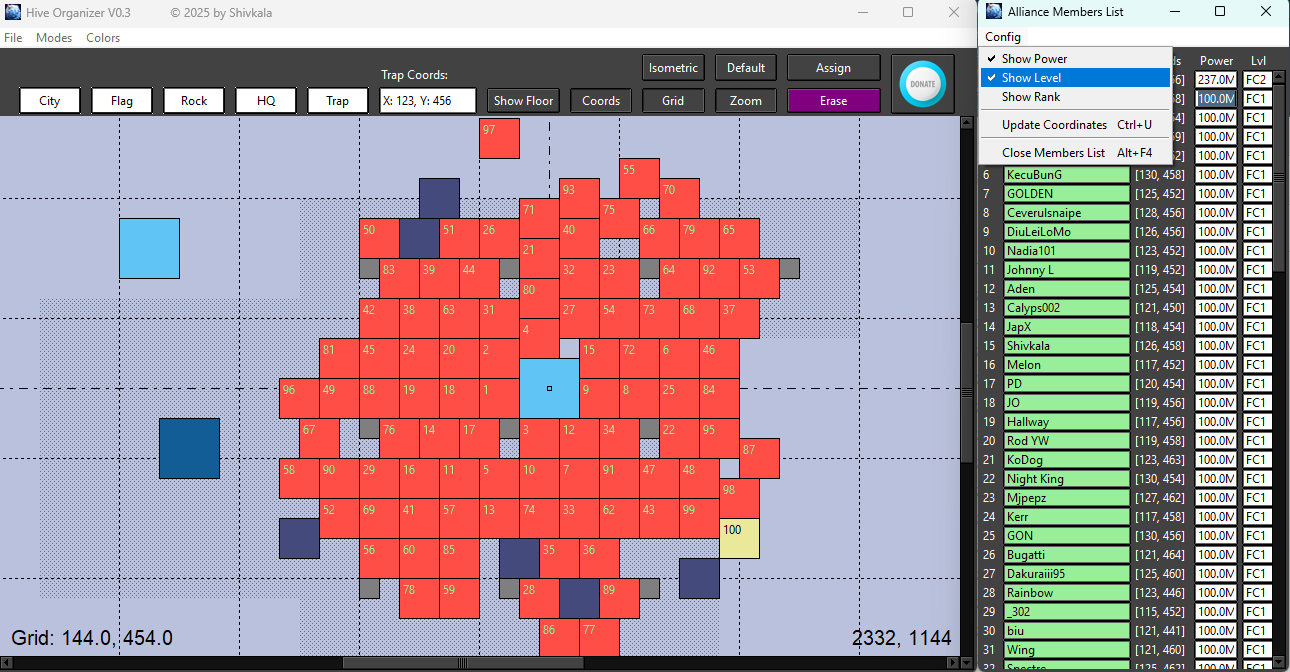 Hive Organizer V0.3 © 2025 by Shivkala
File Modes Colors
Trap Coords:
Isometric Default Assign
City Flag Rock HQ Trap X: 123, Y: 456 Show Floor Coords Grid Zoom Erase
DONATE
97
55
93 70
71 75
50 51 26 40 66 79 65
21
83 39 44 32 23 64 92 53
80
42 38 63 31 27 54 73 68 37
4
81 45 24 20 2 15 72 6 46
96 49 88 19 18 1 9 8 25 84
67 76 14 17 3 12 34 22 95
87
58 90 29 16 11 5 10 7 91 47 48
98
52 69 41 57 13 74 33 62 43 99
100
56 60 85 35 36
78 59 28 89
86 77
Grid: 144.0, 454.0 2332, 1144
Alliance Members List
Config
Show Power
Show Level
Show Rank
Update Coordinates Ctrl+U
Close Members List Alt+F4
Power Lvl
237.0M FC2
100.0M FC1
100.0M FC1
100.0M FC1
100.0M FC1
6 KecuBunG [130, 458] 100.0M FC1
7 GOLDEN [125, 452] 100.0M FC1
8 Ceverulsnaipe [128, 456] 100.0M FC1
9 DiuLeiLoMo [126, 456] 100.0M FC1
10 Nadia101 [123, 452] 100.0M FC1
11 Johnny L [119, 452] 100.0M FC1
12 Aden [125, 454] 100.0M FC1
13 Calyps002 [121, 450] 100.0M FC1
14 JapX [118, 454] 100.0M FC1
15 Shivkala [126, 458] 100.0M FC1
16 Melon [117, 452] 100.0M FC1
17 PD [120, 454] 100.0M FC1
18 JO [119, 456] 100.0M FC1
19 Hallway [117, 456] 100.0M FC1
20 Rod YW [119, 458] 100.0M FC1
21 KoDog [123, 463] 100.0M FC1
22 Night King [130, 454] 100.0M FC1
23 Mjpepz [127, 462] 100.0M FC1
24 Kerr [117, 458] 100.0M FC1
25 GON [130, 456] 100.0M FC1
26 Bugatti [121, 464] 100.0M FC1
27 Dakuraiii95 [125, 460] 100.0M FC1
28 Rainbow [123, 446] 100.0M FC1
29 _302 [115, 452] 100.0M FC1
30 biu [121, 441] 100.0M FC1
31 Wing [121, 460] 100.0M FC1